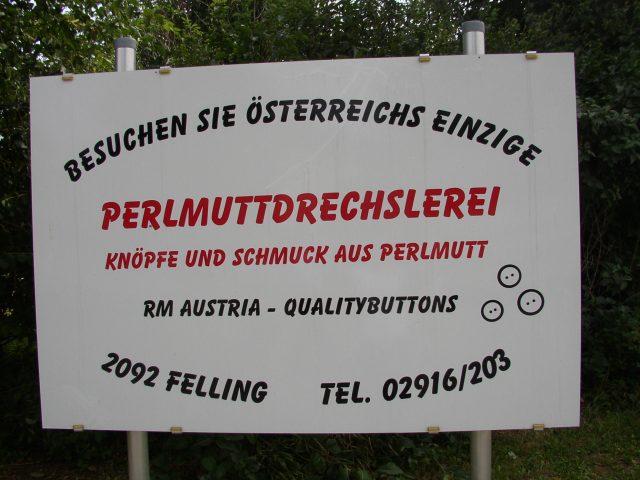 BESUCHEN SIE ÖSTERREICHS EINZIGE
PERLMUTTDRECHSLEREI
KNÖPFE UND SCHMUCK AUS PERLMUTT
RM AUSTRIA - QUALITYBUTTONS
2092 FELLING TEL. 02916/203